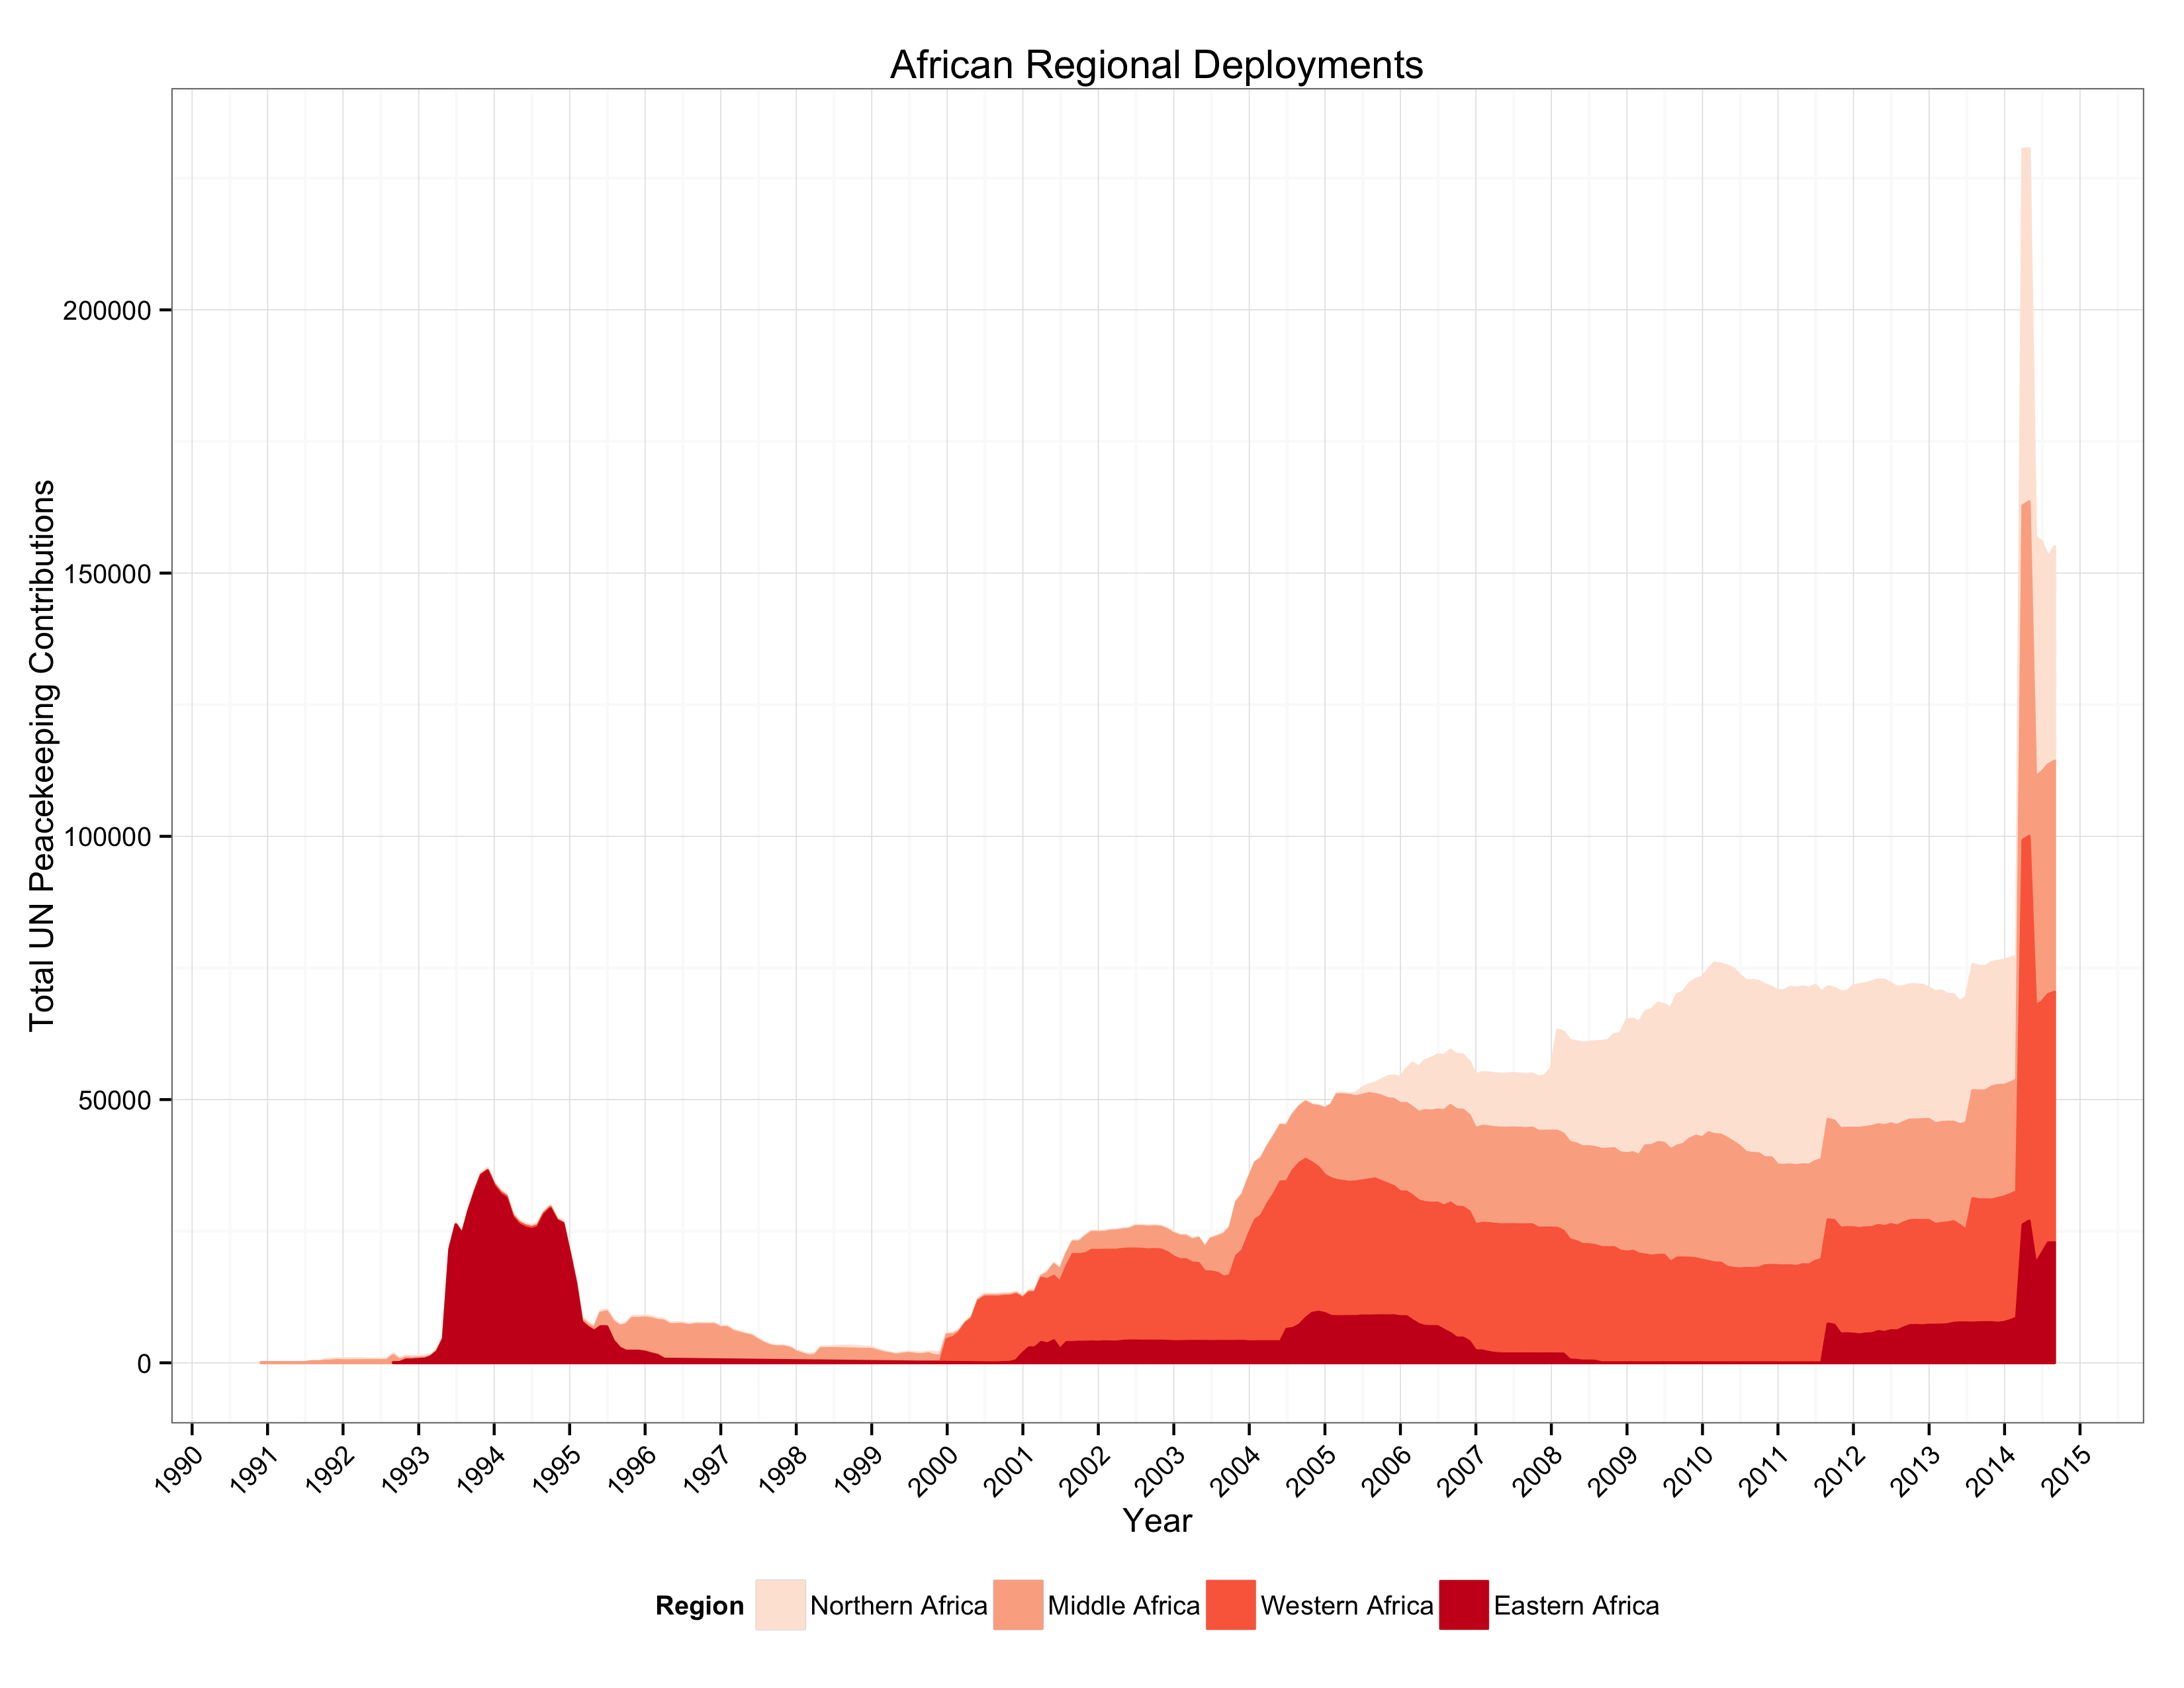 African Regional Deployments
Total UN Peacekeeping Contributions
200000
150000
100000
50000
0
1990 1991 1992 1993 1994 1995 1996 1997 1998 1999 2000 2001 2002 2003 2004 2005 2006 2007 2008 2009 2010 2011 2012 2013 2014 2015
Year
Region Northern Africa Middle Africa Western Africa Eastern Africa